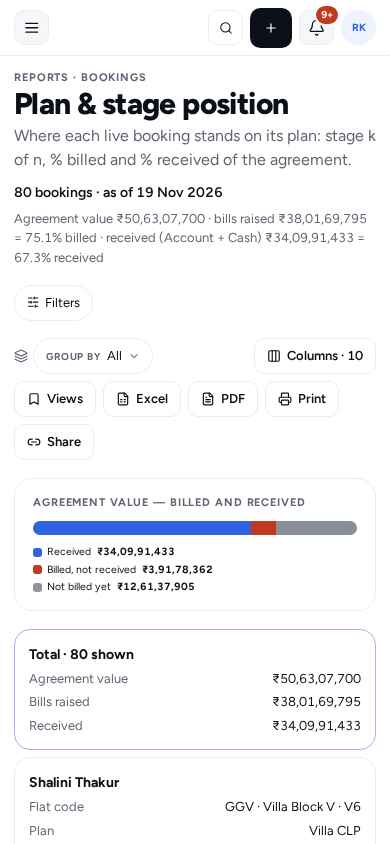 9+
RK
REPORTS · BOOKINGS
Plan & stage position
Where each live booking stands on its plan: stage k
of n, % billed and % received of the agreement.
80 bookings · as of 19 Nov 2026
Agreement value ₹50,63,07,700 · bills raised ₹38,01,69,795
= 75.1% billed · received (Account + Cash) ₹34,09,91,433 =
67.3% received
Filters
GROUP BY All
Columns · 10
Views
Excel
PDF
Print
Share
AGREEMENT VALUE — BILLED AND RECEIVED
Received ₹34,09,91,433
Billed, not received ₹3,91,78,362
Not billed yet ₹12,61,37,905
Total · 80 shown
Agreement value ₹50,63,07,700
Bills raised ₹38,01,69,795
Received ₹34,09,91,433
Shalini Thakur
Flat code GGV · Villa Block V · V6
Plan Villa CLP